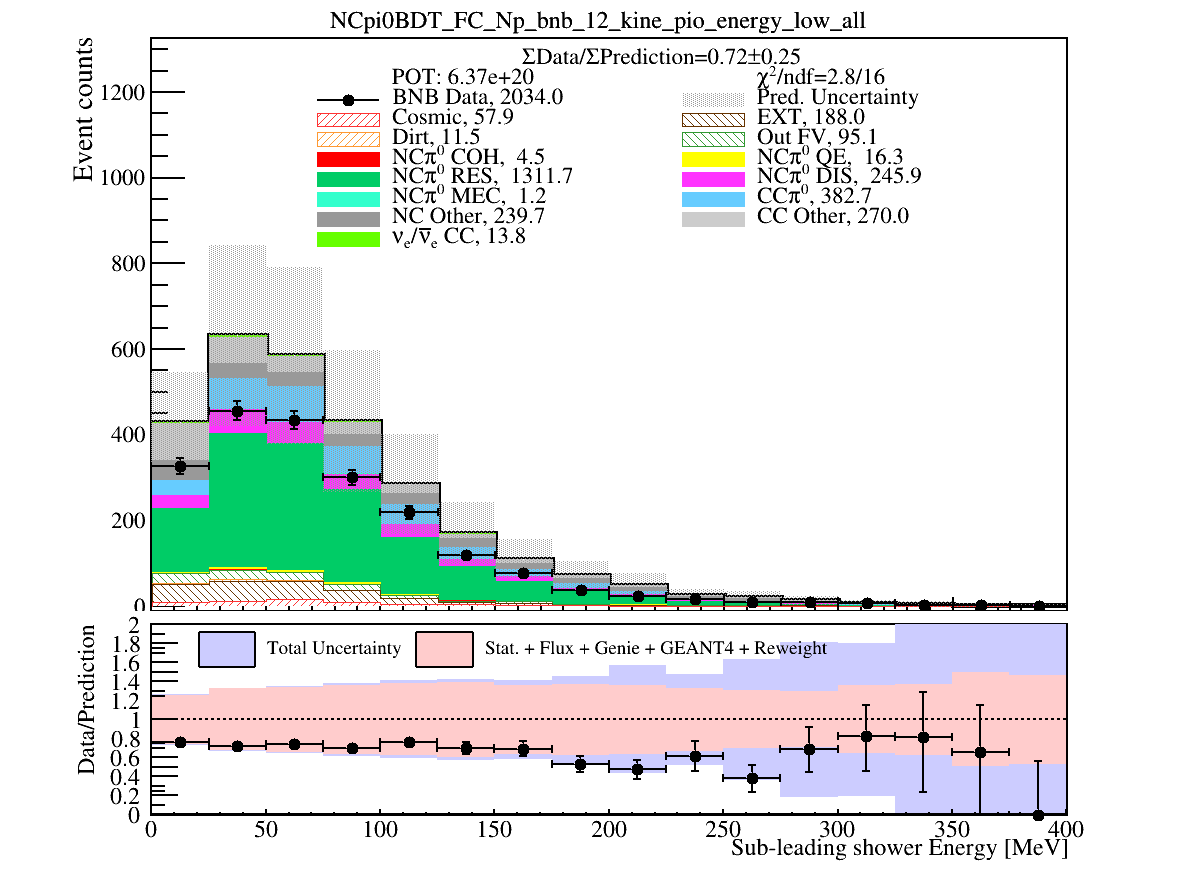 NCpi0BDT_FC_Np_bnb_12_kine_pio_energy_low_all
ΣData/ΣPrediction=0.72±0.25
POT: 6.37e+20
χ²/ndf=2.8/16
BNB Data, 2034.0
Pred. Uncertainty
Cosmic, 57.9
EXT, 188.0
Dirt, 11.5
Out FV, 95.1
NCπ⁰ COH, 4.5
NCπ⁰ QE, 16.3
NCπ⁰ RES, 1311.7
NCπ⁰ DIS, 245.9
NCπ⁰ MEC, 1.2
CCπ⁰, 382.7
NC Other, 239.7
CC Other, 270.0
νₑ/ν̅ₑ CC, 13.8
Event counts
1200
1000
800
600
400
200
0
Total Uncertainty
Stat. + Flux + Genie + GEANT4 + Reweight
Data/Prediction
2
1.8
1.6
1.4
1.2
1
0.8
0.6
0.4
0.2
0
0 50 100 150 200 250 300 350 400
Sub-leading shower Energy [MeV]